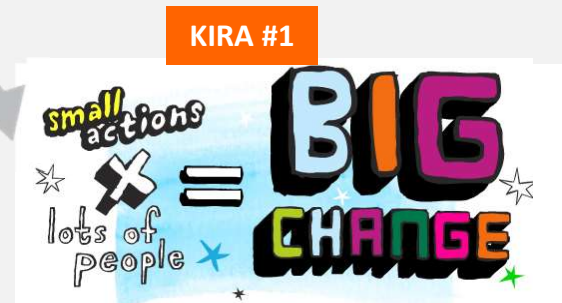 KIRA #1
small
actions
x
lots of
people
=
BIG
CHANGE